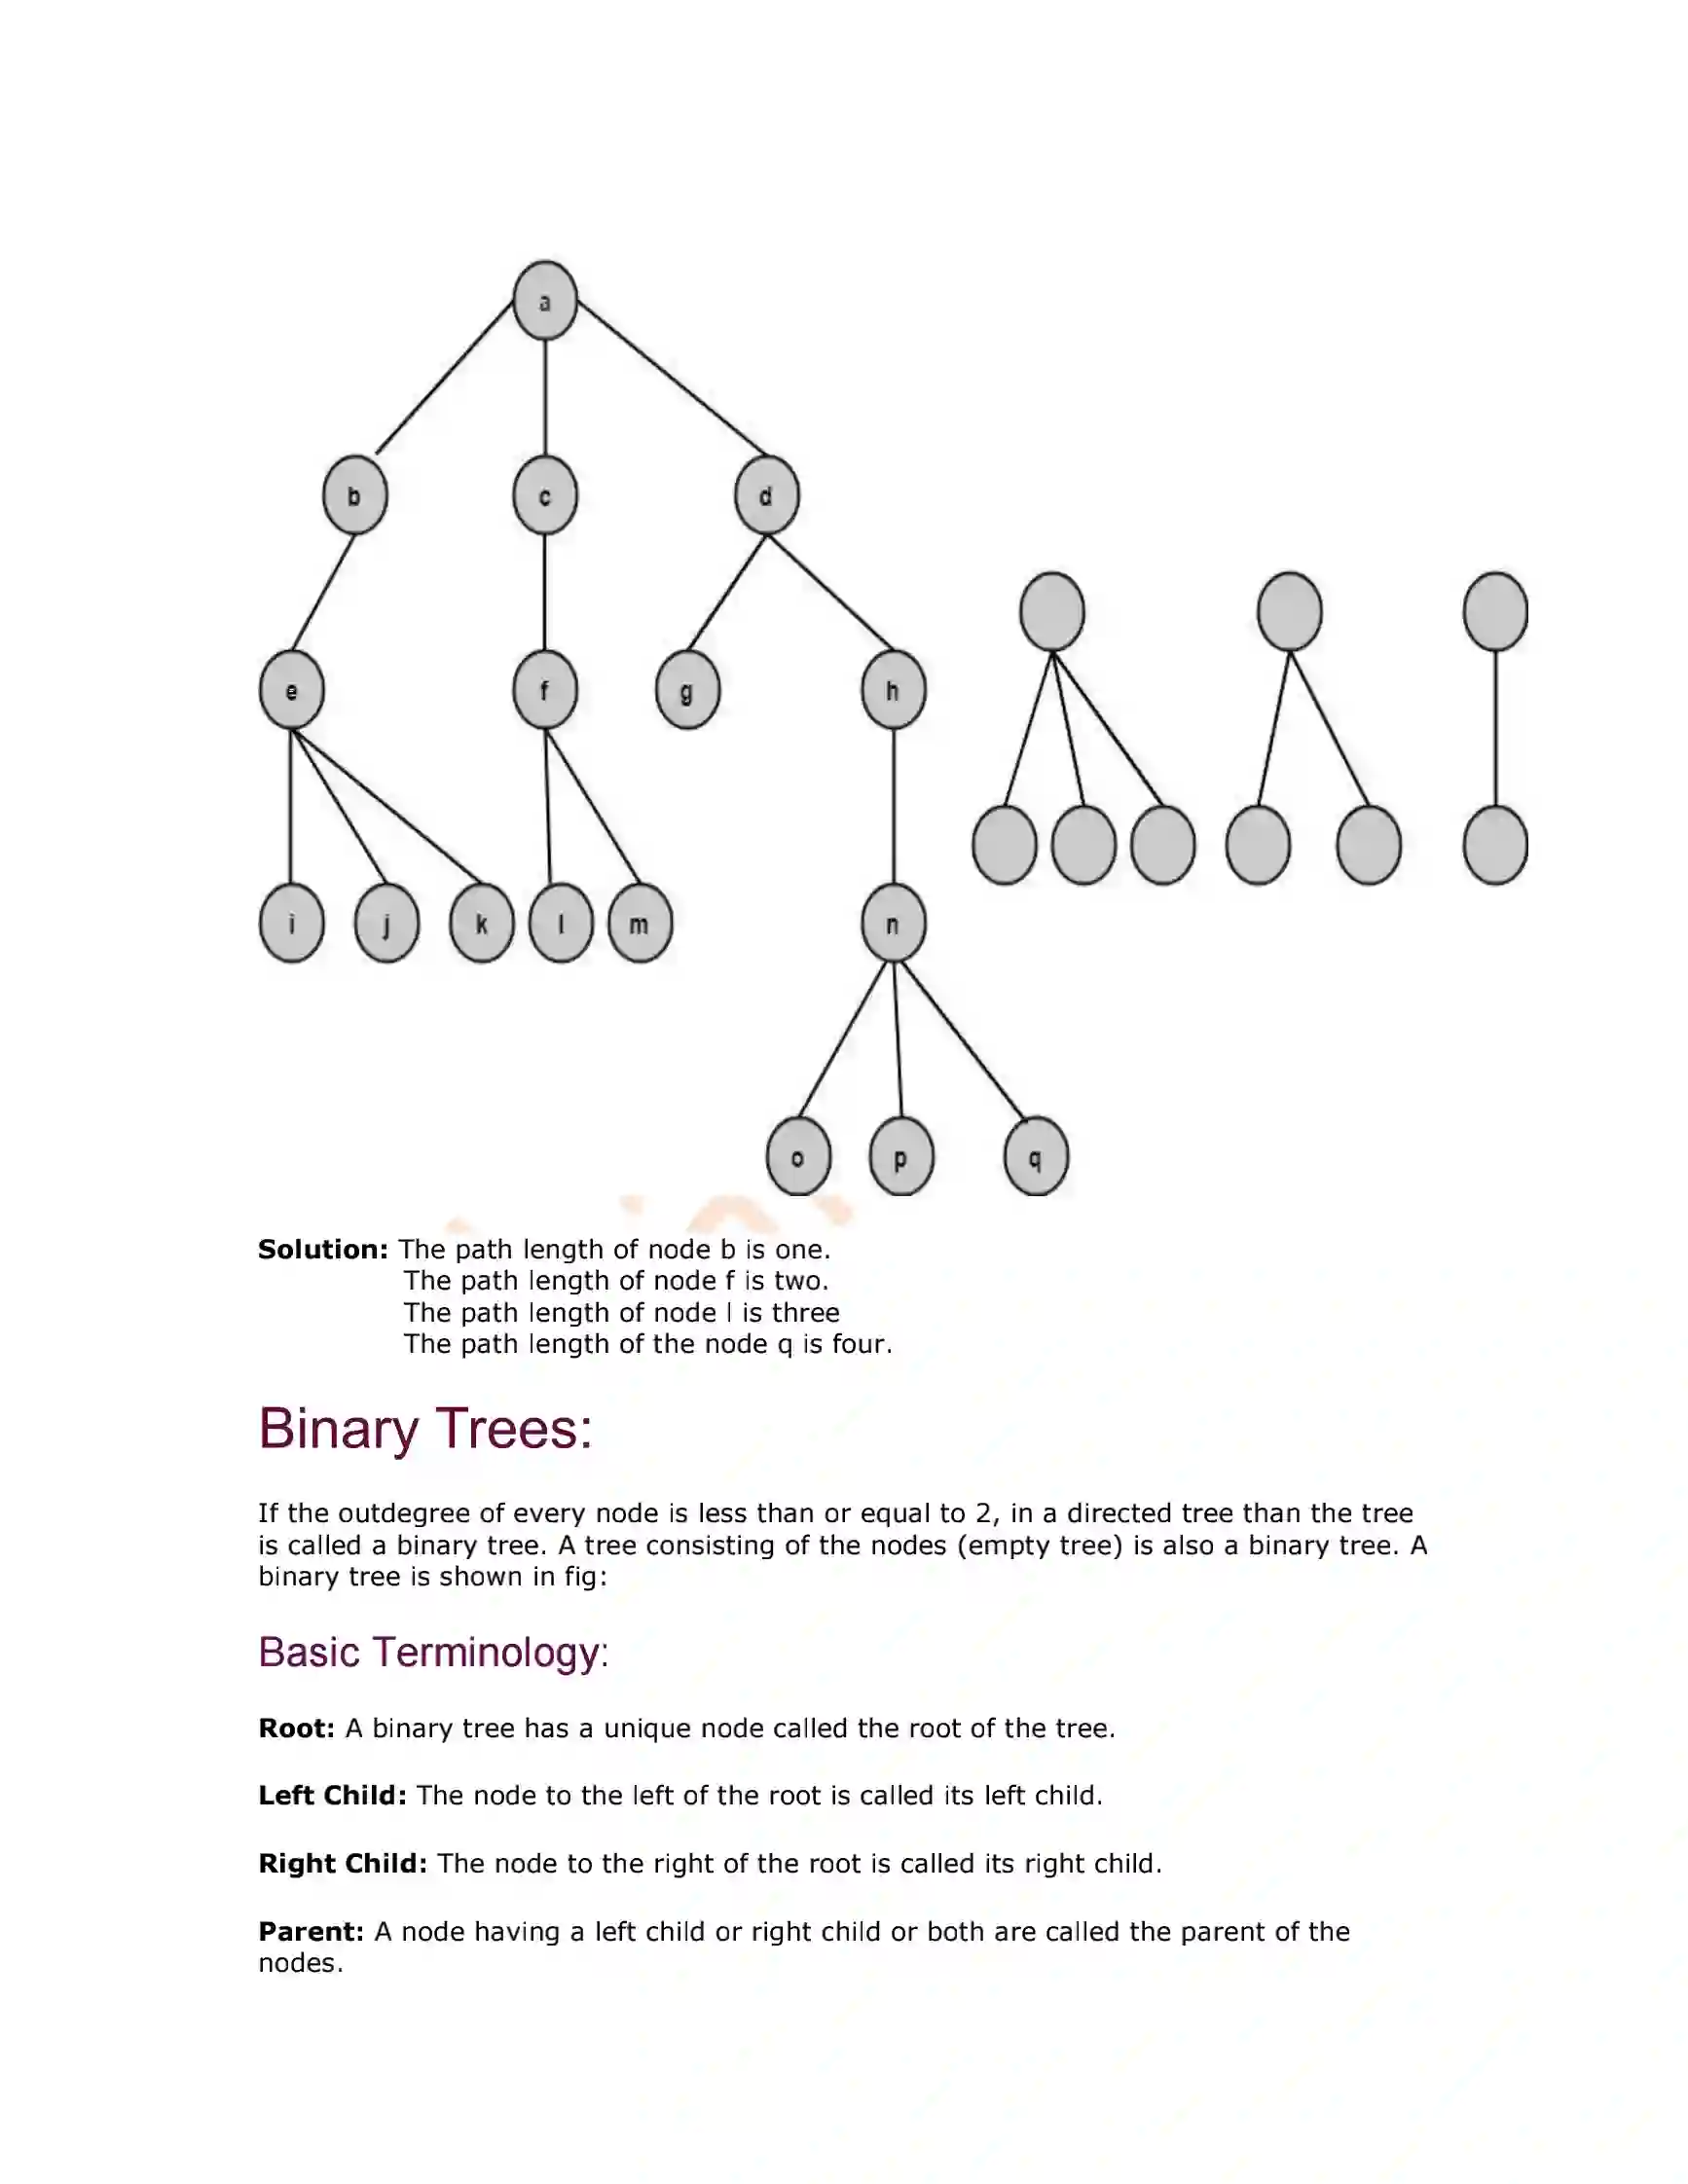 a
b c d
e f g h
i j k l m n
o p q
Solution: The path length of node b is one.
The path length of node f is two.
The path length of node l is three
The path length of the node q is four.
Binary Trees:
If the outdegree of every node is less than or equal to 2, in a directed tree than the tree
is called a binary tree. A tree consisting of the nodes (empty tree) is also a binary tree. A
binary tree is shown in fig:
Basic Terminology:
Root: A binary tree has a unique node called the root of the tree.
Left Child: The node to the left of the root is called its left child.
Right Child: The node to the right of the root is called its right child.
Parent: A node having a left child or right child or both are called the parent of the
nodes.